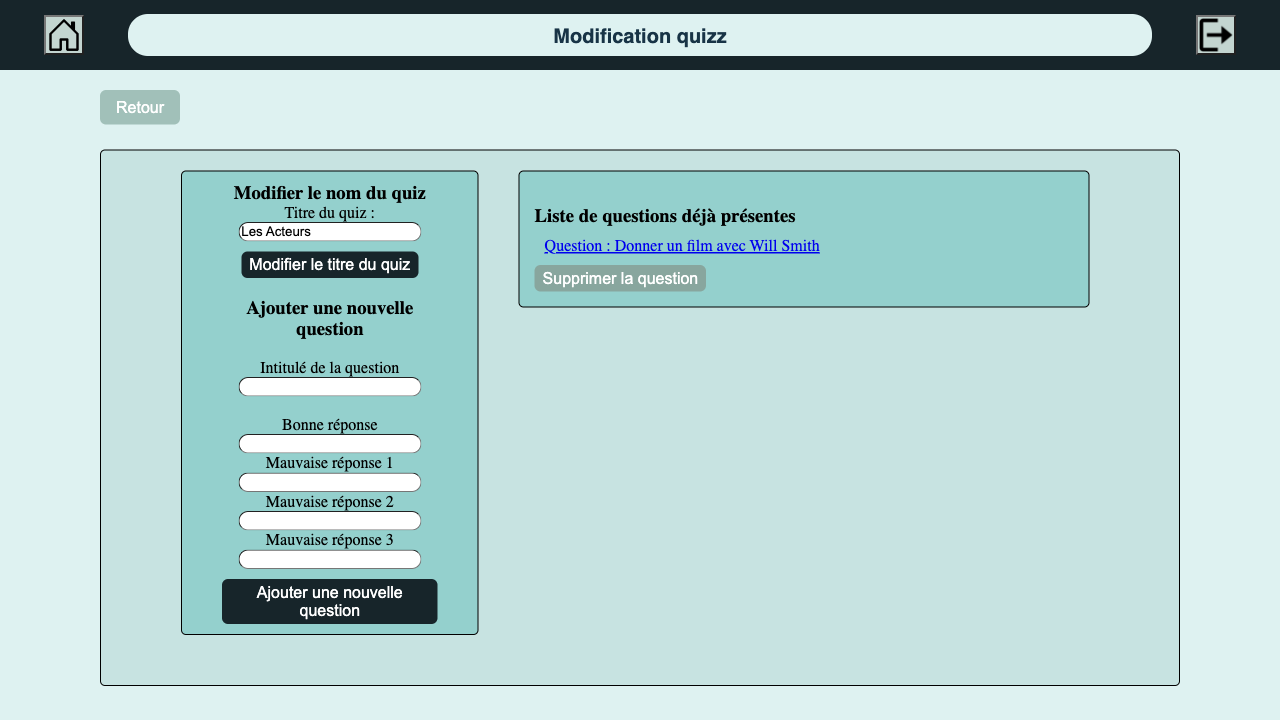 Modification quizz
Retour
Modifier le nom du quiz
Titre du quiz :
Les Acteurs
Modifier le titre du quiz
Ajouter une nouvelle
question
Intitulé de la question
Bonne réponse
Mauvaise réponse 1
Mauvaise réponse 2
Mauvaise réponse 3
Ajouter une nouvelle
question
Liste de questions déjà présentes
Question : Donner un film avec Will Smith
Supprimer la question